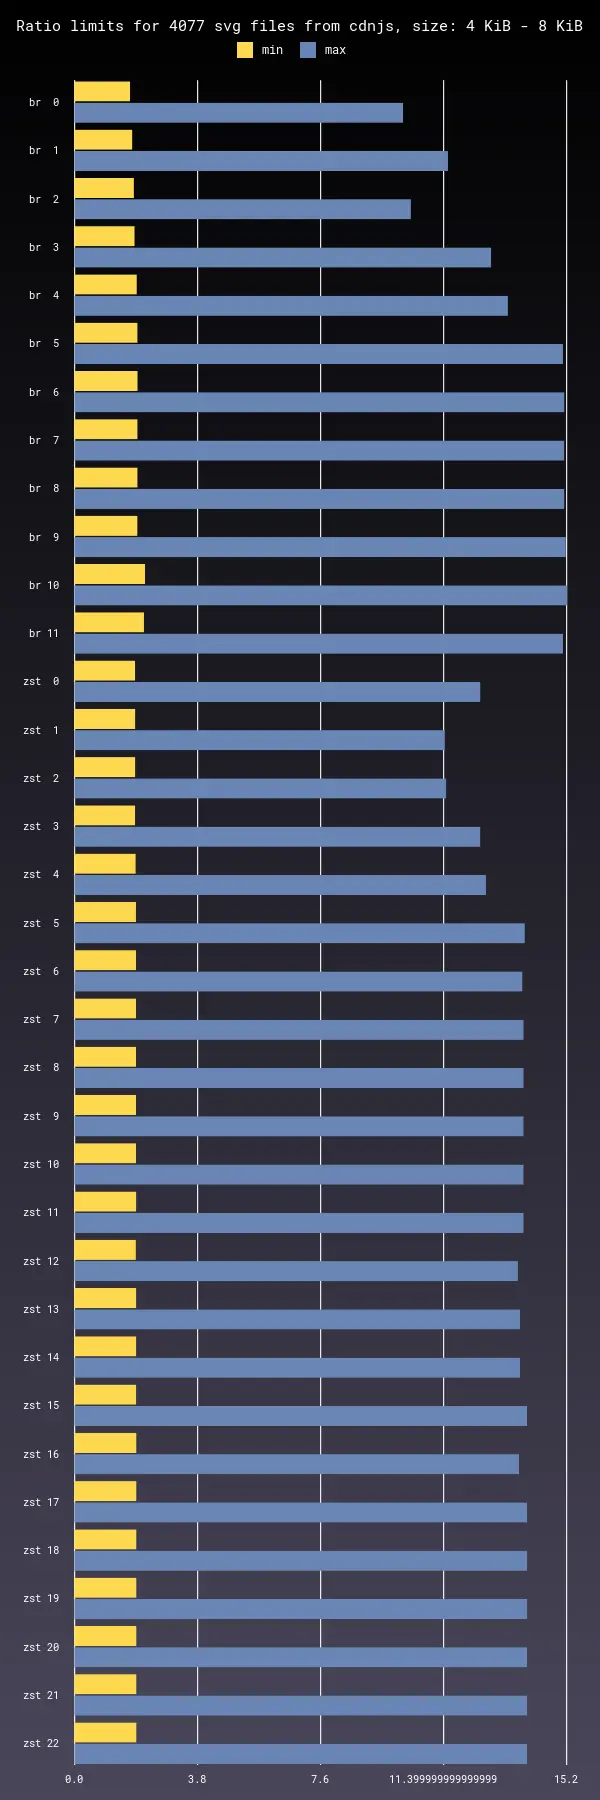 Ratio limits for 4077 svg files from cdnjs, size: 4 KiB - 8 KiB
min max
br 0
br 1
br 2
br 3
br 4
br 5
br 6
br 7
br 8
br 9
br 10
br 11
zst 0
zst 1
zst 2
zst 3
zst 4
zst 5
zst 6
zst 7
zst 8
zst 9
zst 10
zst 11
zst 12
zst 13
zst 14
zst 15
zst 16
zst 17
zst 18
zst 19
zst 20
zst 21
zst 22
0.0 3.8 7.6 11.399999999999999 15.2